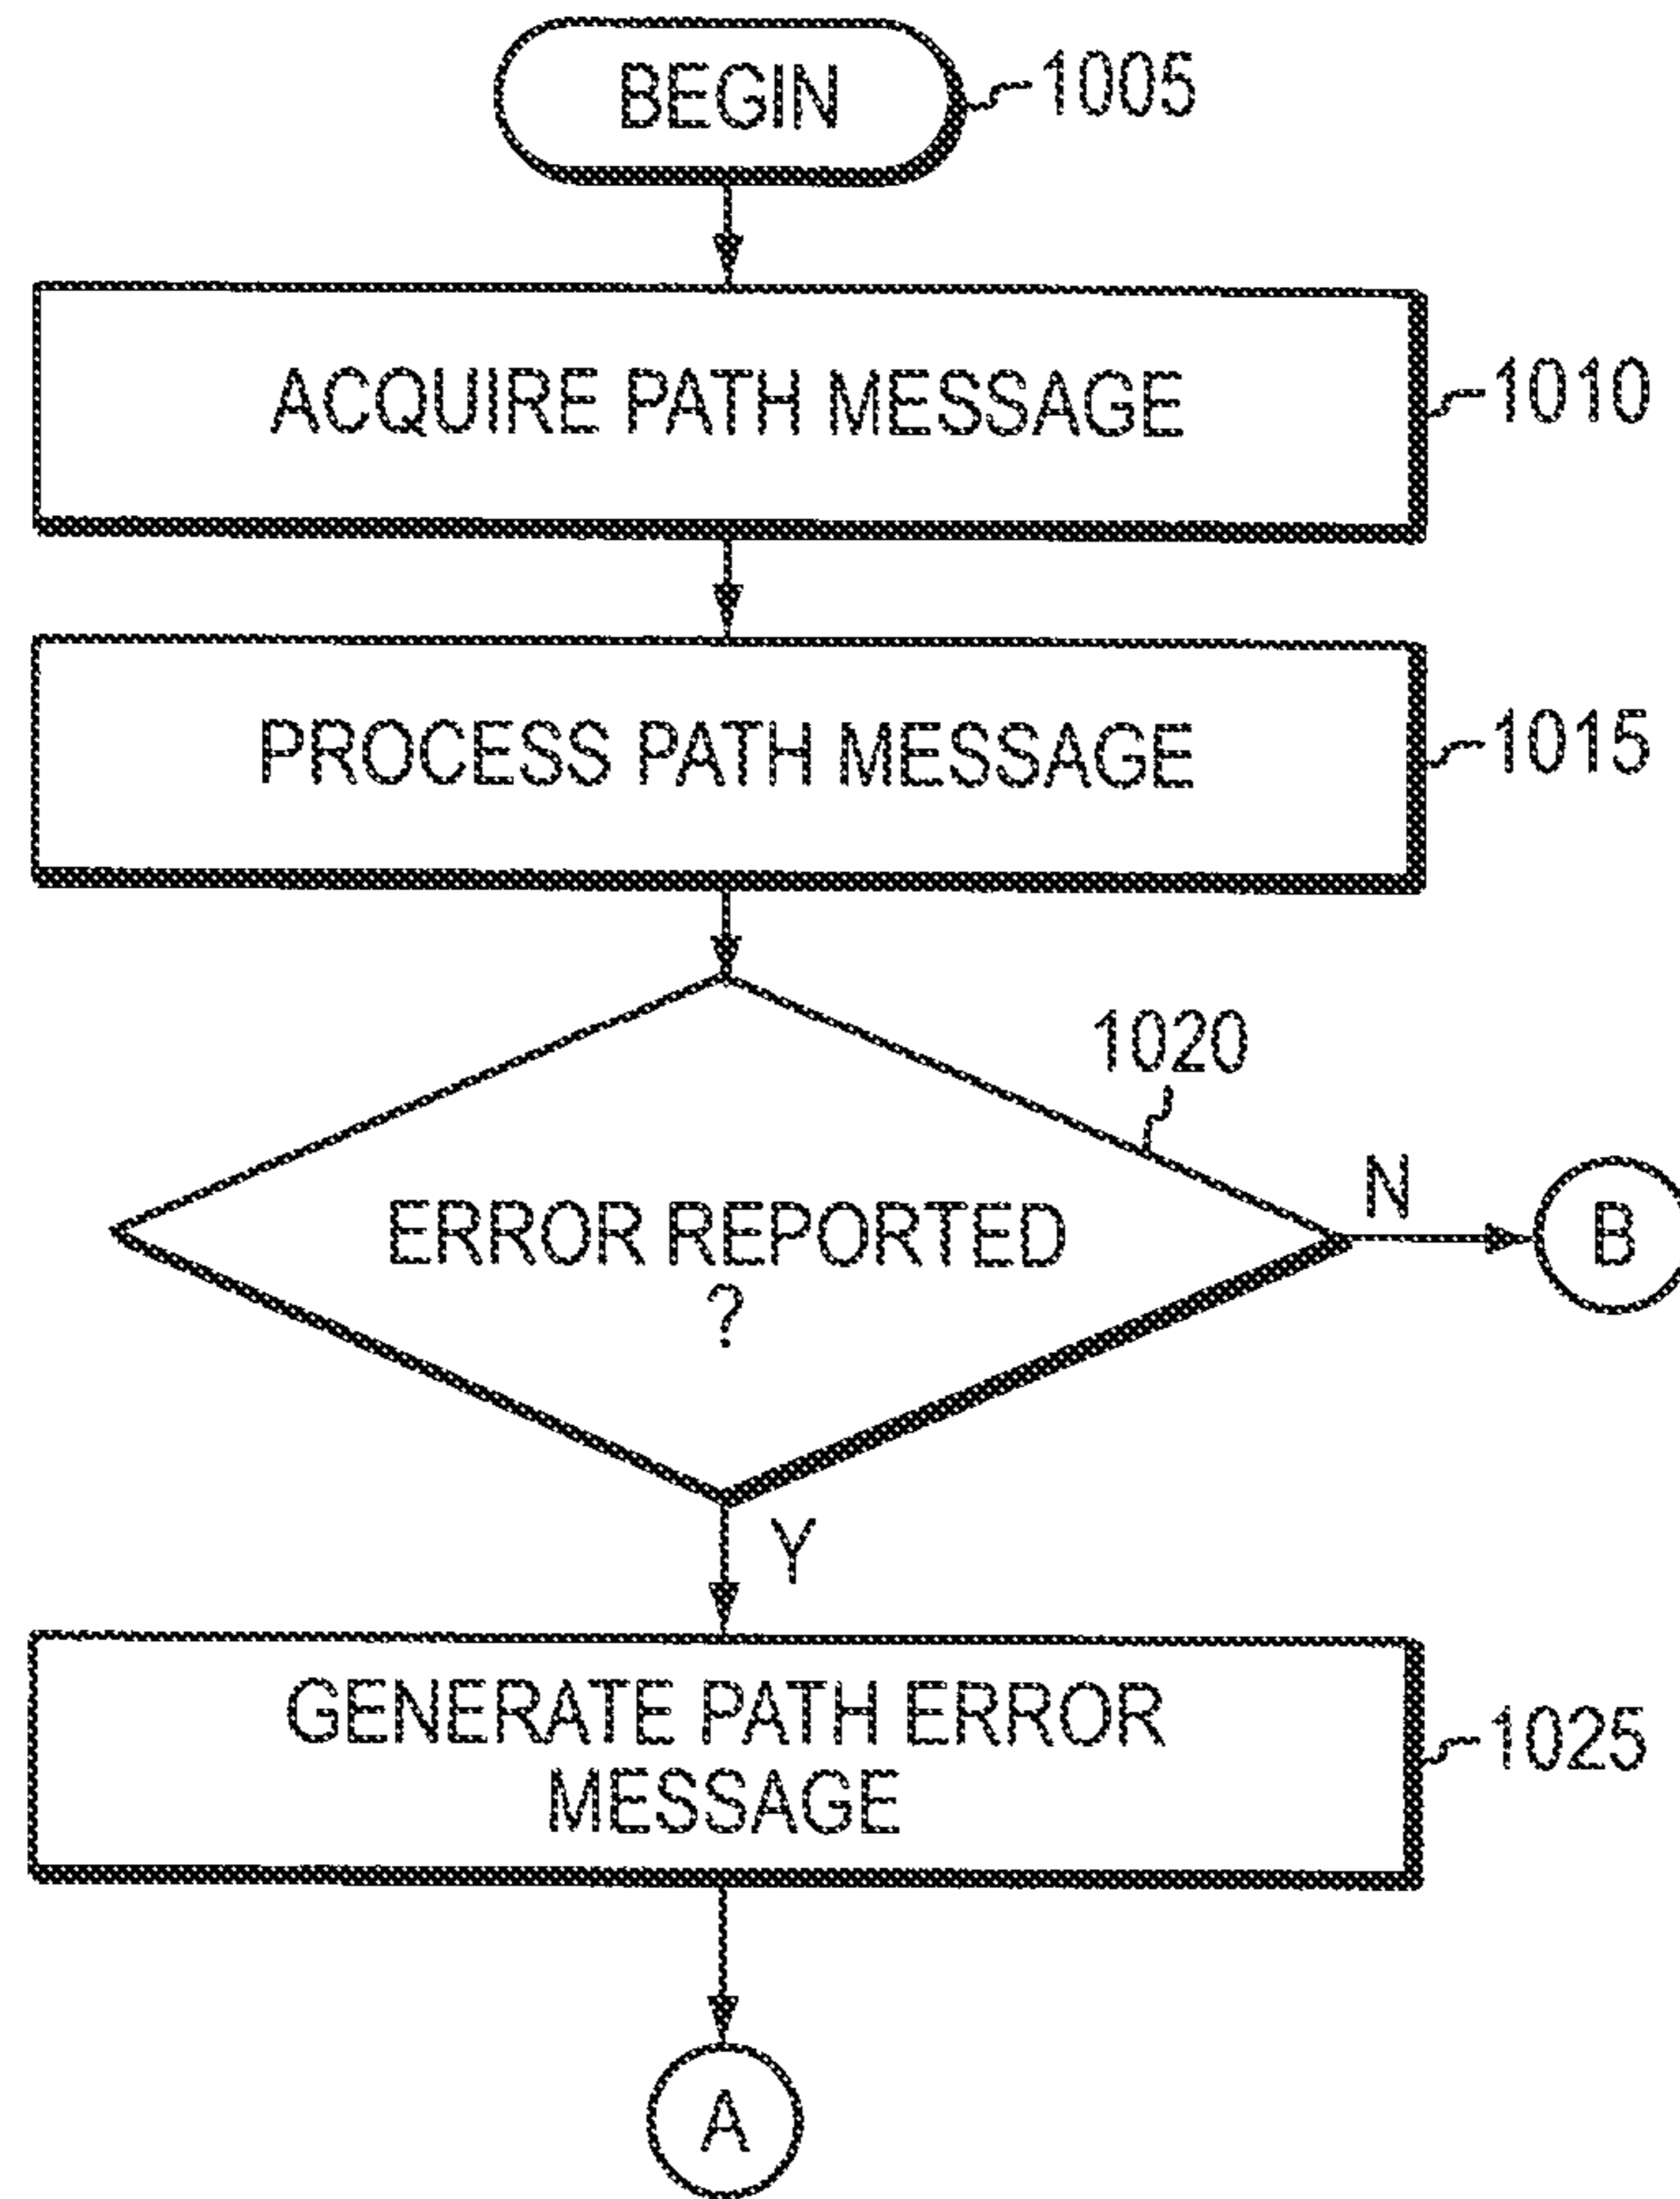 BEGIN
1005
ACQUIRE PATH MESSAGE
1010
PROCESS PATH MESSAGE
1015
1020
ERROR REPORTED
?
N
B
Y
GENERATE PATH ERROR
MESSAGE
1025
A